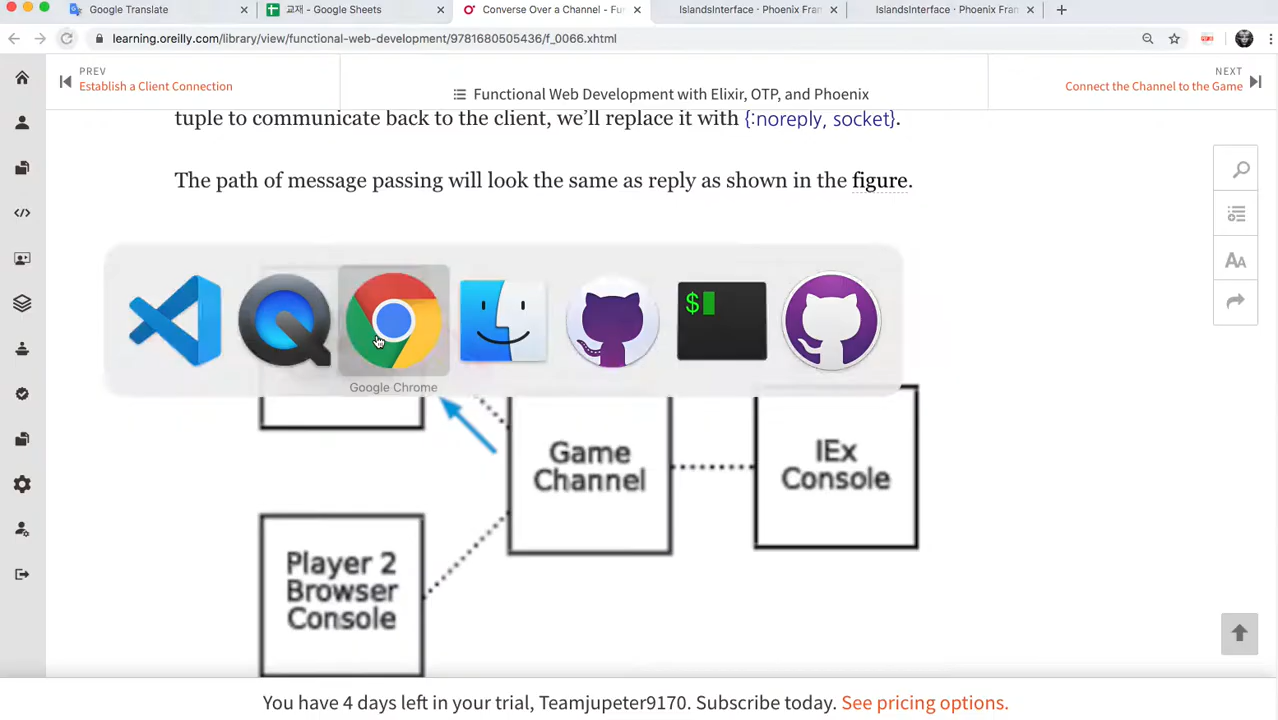 Google Translate
교재 - Google Sheets
Converse Over a Channel - Fu
IslandsInterface · Phoenix Fran
IslandsInterface · Phoenix Fran
learning.oreilly.com/library/view/functional-web-development/9781680505436/f_0066.xhtml
PREV
Establish a Client Connection
Functional Web Development with Elixir, OTP, and Phoenix
NEXT
Connect the Channel to the Game
tuple to communicate back to the client, we’ll replace it with {:noreply, socket}.
The path of message passing will look the same as reply as shown in the figure.
AA
$
Google Chrome
Game
Channel
IEx
Console
Player 2
Browser
Console
You have 4 days left in your trial, Teamjupeter9170. Subscribe today. See pricing options.